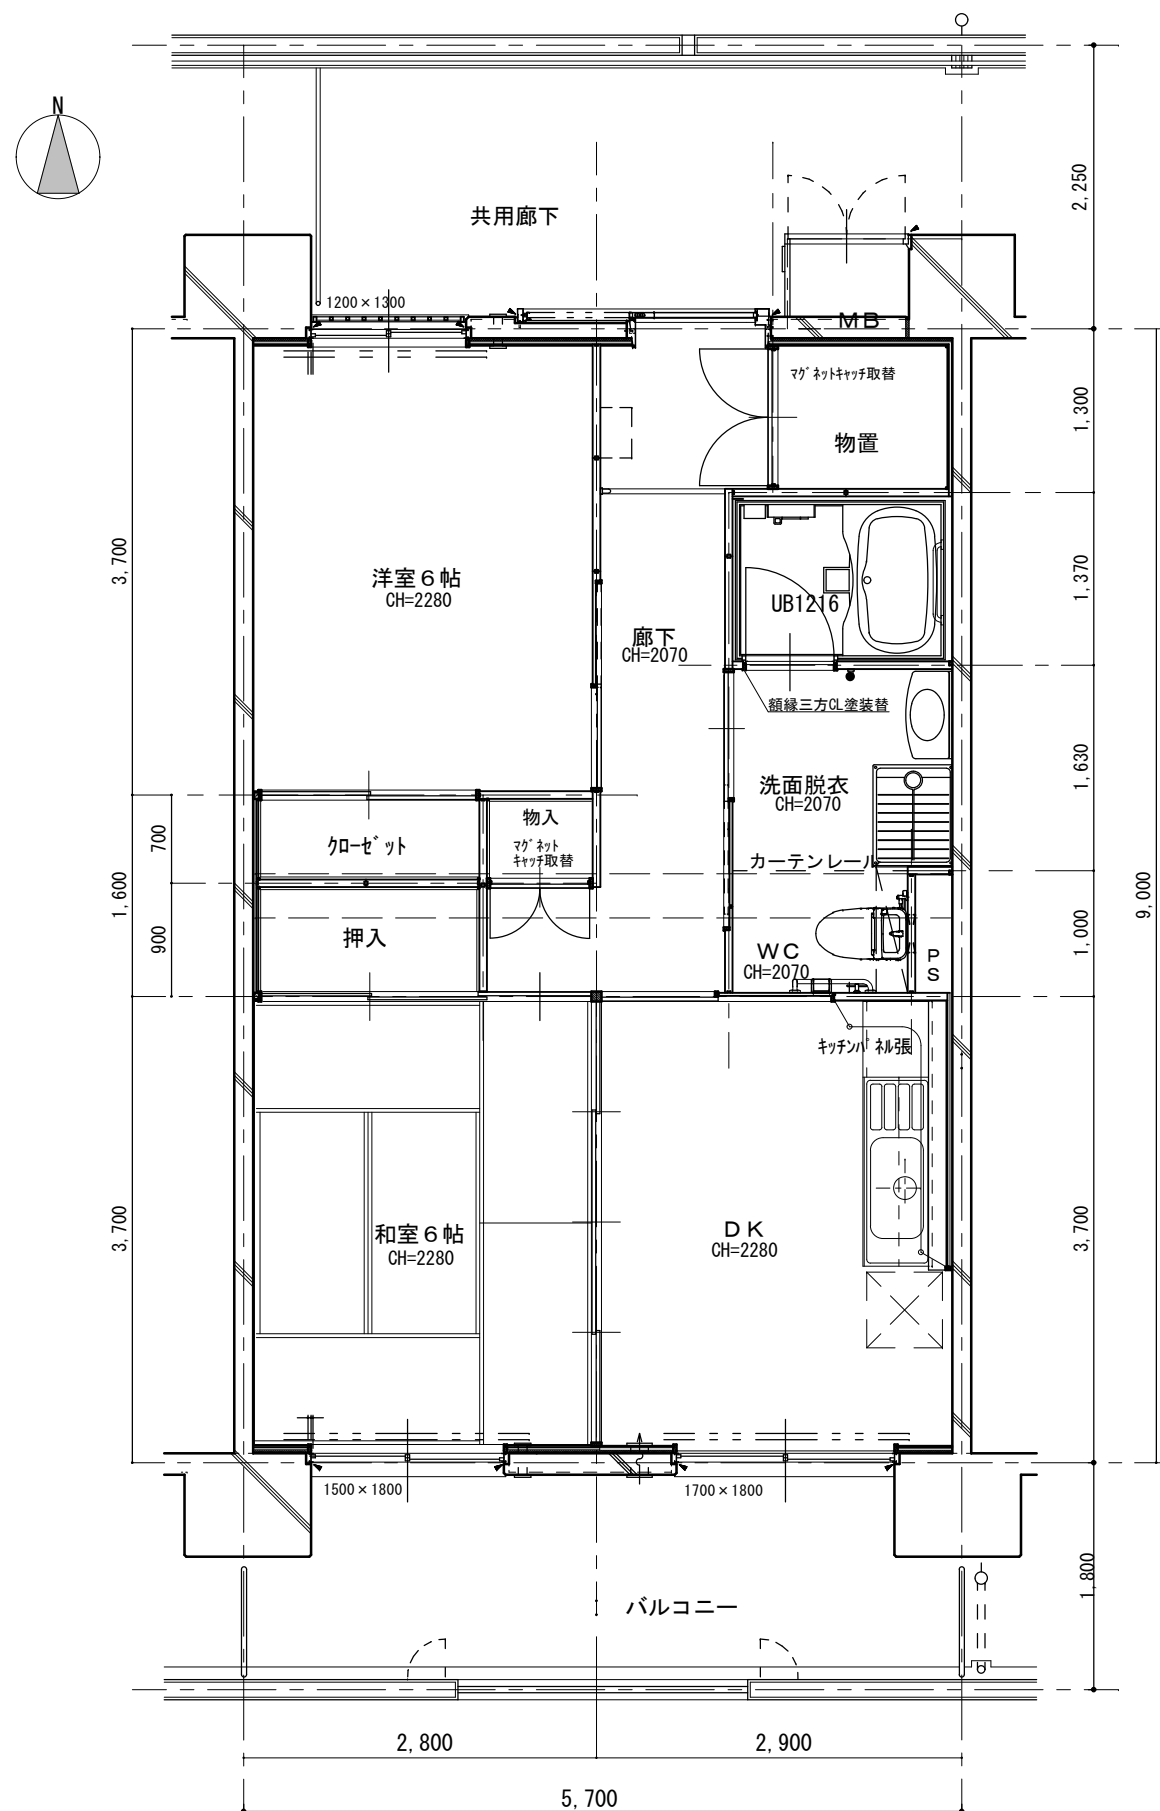 N
2,250
共用廊下
1200×1300
MB
マグネットキャッチ取替
物置
1,300
3,700
洋室６帖
CH=2280
UB1216
1,370
廊下
CH=2070
額縁三方CL塗装替
洗面脱衣
CH=2070
1,630
9,000
700
クローゼット
物入
マグネット
キャッチ取替
カーテンレール
1,600
900
押入
WC
CH=2070
PS
1,000
キッチンパネル張
3,700
和室６帖
CH=2280
DK
CH=2280
3,700
1500×1800
1700×1800
1,800
バルコニー
2,800
2,900
5,700